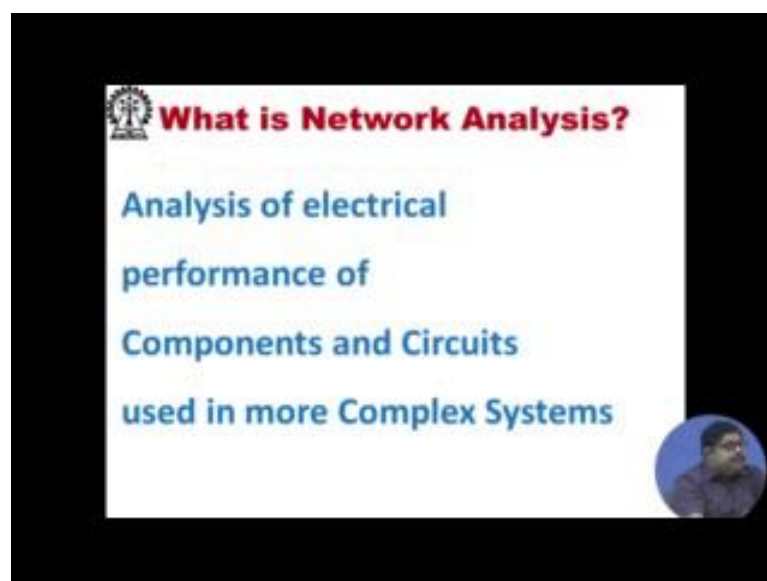 What is Network Analysis?
Analysis of electrical
performance of
Components and Circuits
used in more Complex Systems